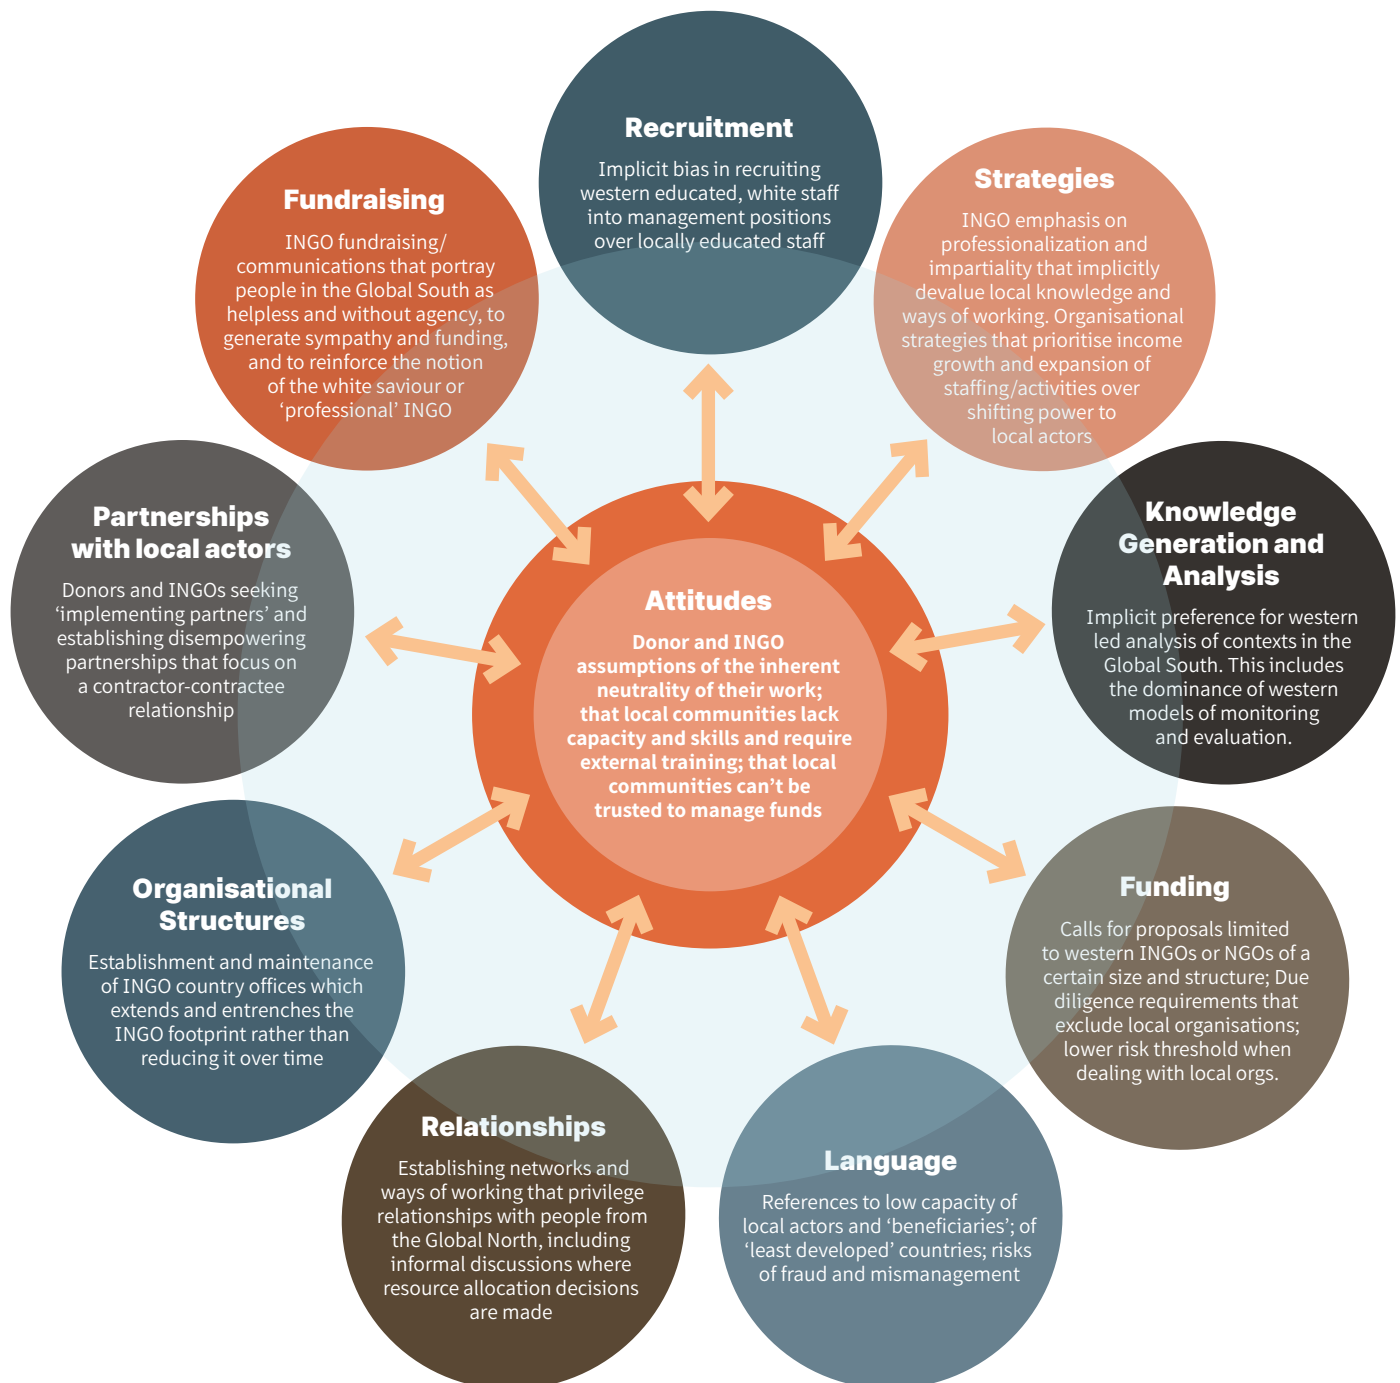 Recruitment
Implicit bias in recruiting
western educated, white staff
into management positions
over locally educated staff
Strategies
INGO emphasis on
professionalization and
impartiality that implicitly
devalue local knowledge and
ways of working. Organisational
strategies that prioritise income
growth and expansion of
staffing/activities over
shifting power to
local actors
Knowledge
Generation and
Analysis
Implicit preference for western
led analysis of contexts in the
Global South. This includes
the dominance of western
models of monitoring
and evaluation.
Funding
Calls for proposals limited
to western INGOs or NGOs of a
certain size and structure; Due
diligence requirements that
exclude local organisations;
lower risk threshold when
dealing with local orgs.
Language
References to low capacity of
local actors and ‘beneficiaries’; of
‘least developed’ countries; risks
of fraud and mismanagement
Relationships
Establishing networks and
ways of working that privilege
relationships with people from
the Global North, including
informal discussions where
resource allocation decisions
are made
Organisational
Structures
Establishment and maintenance
of INGO country offices which
extends and entrenches the
INGO footprint rather than
reducing it over time
Partnerships
with local actors
Donors and INGOs seeking
‘implementing partners’ and
establishing disempowering
partnerships that focus on
a contractor-contractee
relationship
Fundraising
INGO fundraising/
communications that portray
people in the Global South as
helpless and without agency, to
generate sympathy and funding,
and to reinforce the notion
of the white saviour or
‘professional’ INGO
Attitudes
Donor and INGO
assumptions of the inherent
neutrality of their work;
that local communities lack
capacity and skills and require
external training; that local
communities can’t be
trusted to manage funds